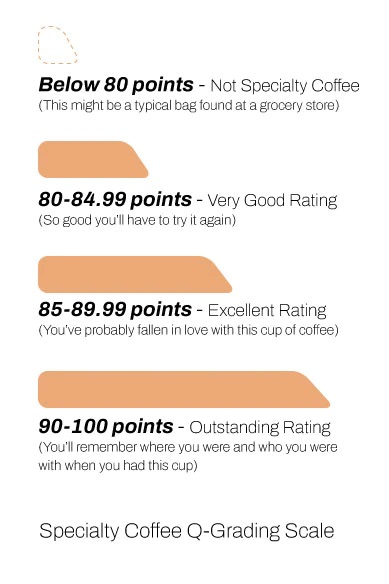 Below 80 points - Not Specialty Coffee
(This might be a typical bag found at a grocery store)
80-84.99 points - Very Good Rating
(So good you'll have to try it again)
85-89.99 points - Excellent Rating
(You've probably fallen in love with this cup of coffee)
90-100 points - Outstanding Rating
(You'll remember where you were and who you were
with when you had this cup)
Specialty Coffee Q-Grading Scale